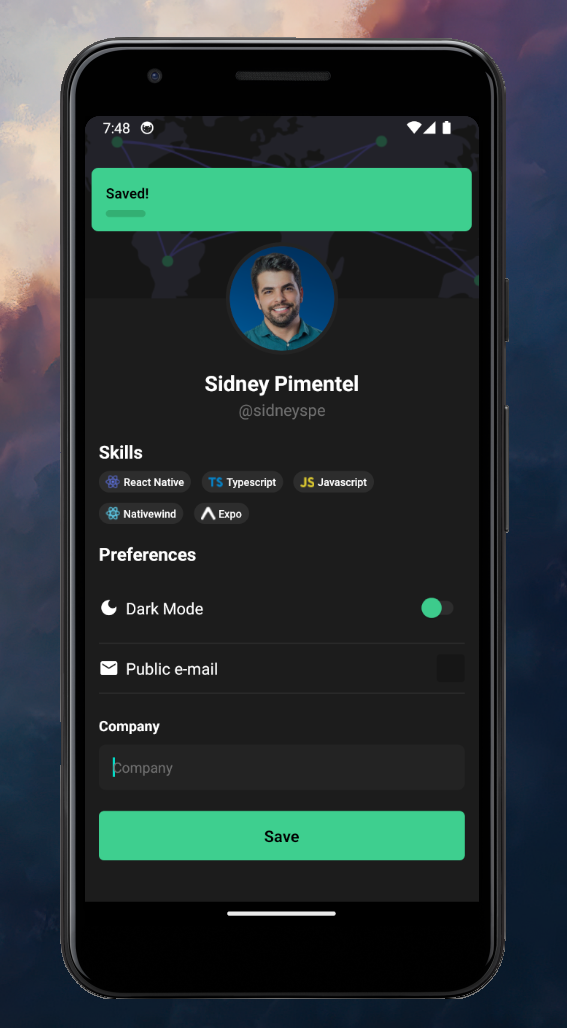 7:48
Saved!
Sidney Pimentel
@sidneyspe
Skills
React Native TS Typescript JS Javascript
Nativewind Expo
Preferences
Dark Mode
Public e-mail
Company
Company
Save